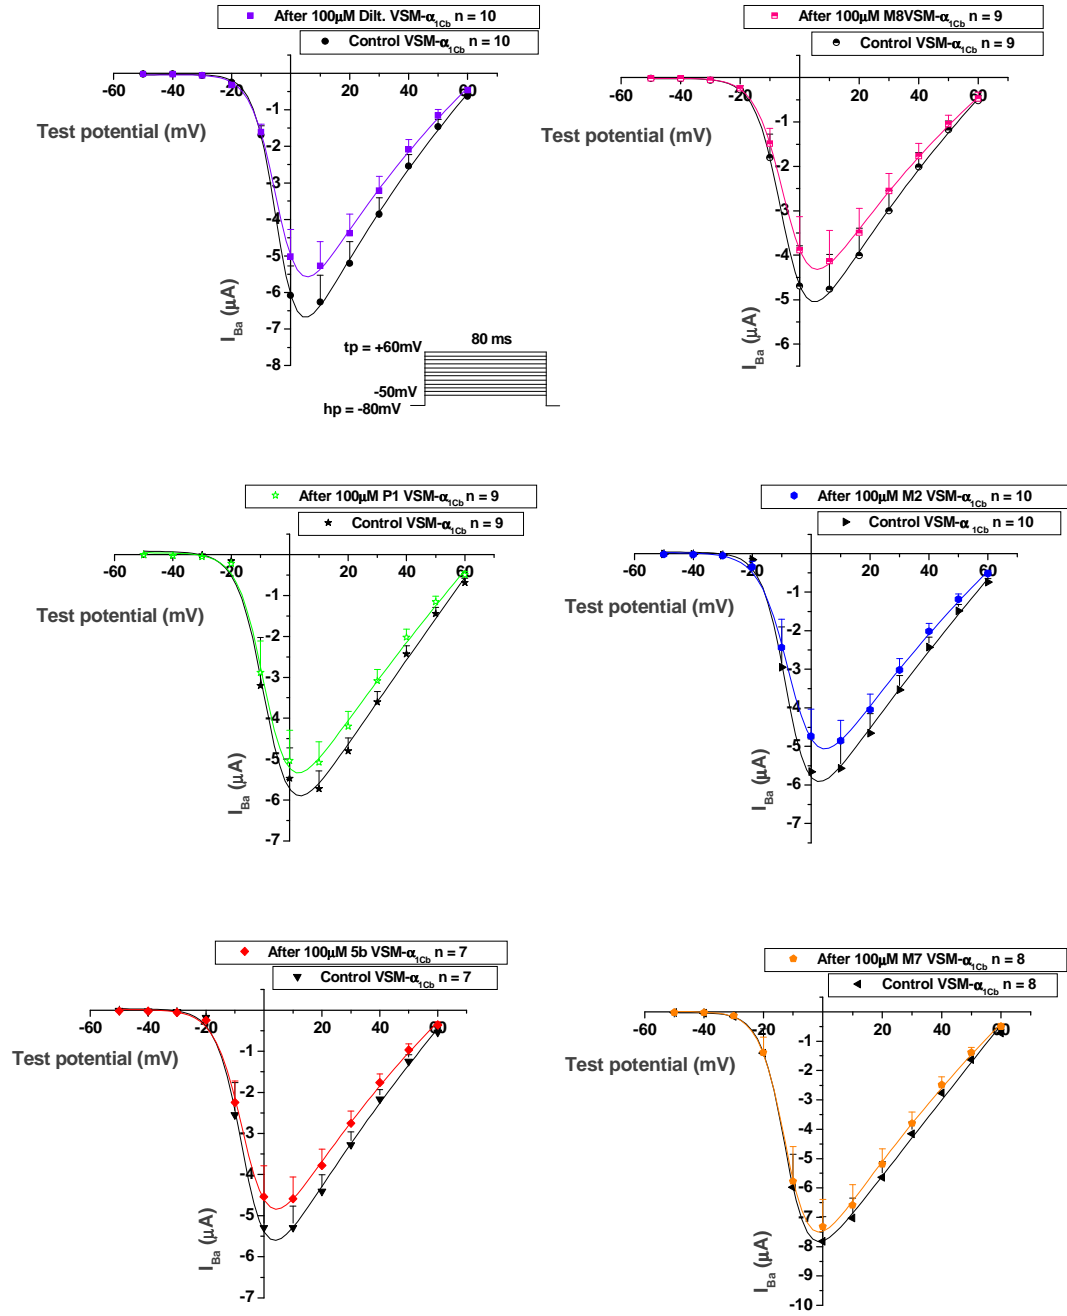 After 100μM Dilt. VSM-α1Cb n = 10
Control VSM-α1Cb n = 10
-60 -40 -20 20 40 60
-1
-2
-3
-4
-5
-6
-7
-8
Test potential (mV)
IBa (μA)
80 ms
tp = +60mV
-50mV
hp = -80mV
After 100μM M8VSM-α1Cb n = 9
Control VSM-α1Cb n = 9
-60 -40 -20 20 40 60
-1
-2
-3
-4
-5
-6
Test potential (mV)
IBa (μA)
After 100μM P1 VSM-α1Cb n = 9
Control VSM-α1Cb n = 9
-60 -40 -20 0 20 40 60
-1
-2
-3
-4
-5
-6
-7
Test potential (mV)
IBa (μA)
After 100μM M2 VSM-α1Cb n = 10
Control VSM-α1Cb n = 10
-60 -40 -20 0 20 40 60
-1
-2
-3
-4
-5
-6
-7
Test potential (mV)
IBa (μA)
After 100μM 5b VSM-α1Cb n = 7
Control VSM-α1Cb n = 7
-60 -40 -20 0 20 40 60
-1
-2
-3
-4
-5
-6
-7
Test potential (mV)
IBa (μA)
After 100μM M7 VSM-α1Cb n = 8
Control VSM-α1Cb n = 8
-60 -40 -20 0 20 40 60
-1
-2
-3
-4
-5
-6
-7
-8
-9
-10
Test potential (mV)
IBa (μA)